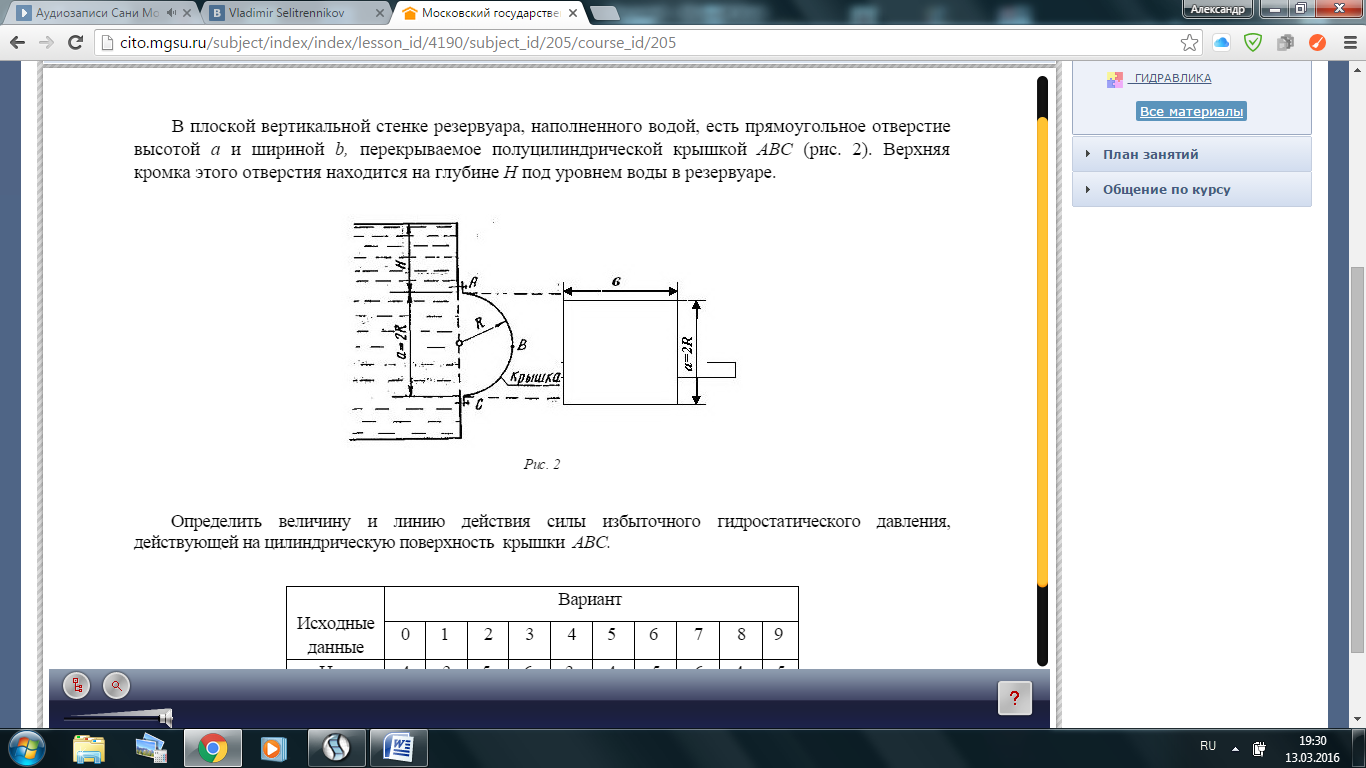 Аудиозаписи Сани Мо
Vladimir Selitrennikov
Московский государствен
Александр
cito.mgsu.ru/subject/index/index/lesson_id/4190/subject_id/205/course_id/205
ГИДРАВЛИКА
Все материалы
План занятий
Общение по курсу
В плоской вертикальной стенке резервуара, наполненного водой, есть прямоугольное отверстие
высотой a и шириной b, перекрываемое полуцилиндрической крышкой ABC (рис. 2). Верхняя
кромка этого отверстия находится на глубине H под уровнем воды в резервуаре.
H
A
a=2R
R
B
крышка
C
в
a=2R
Рис. 2
Определить величину и линию действия силы избыточного гидростатического давления,
действующей на цилиндрическую поверхность крышки ABC.
Исходные
данные
Вариант
0 1 2 3 4 5 6 7 8 9
?
RU
19:30
13.03.2016